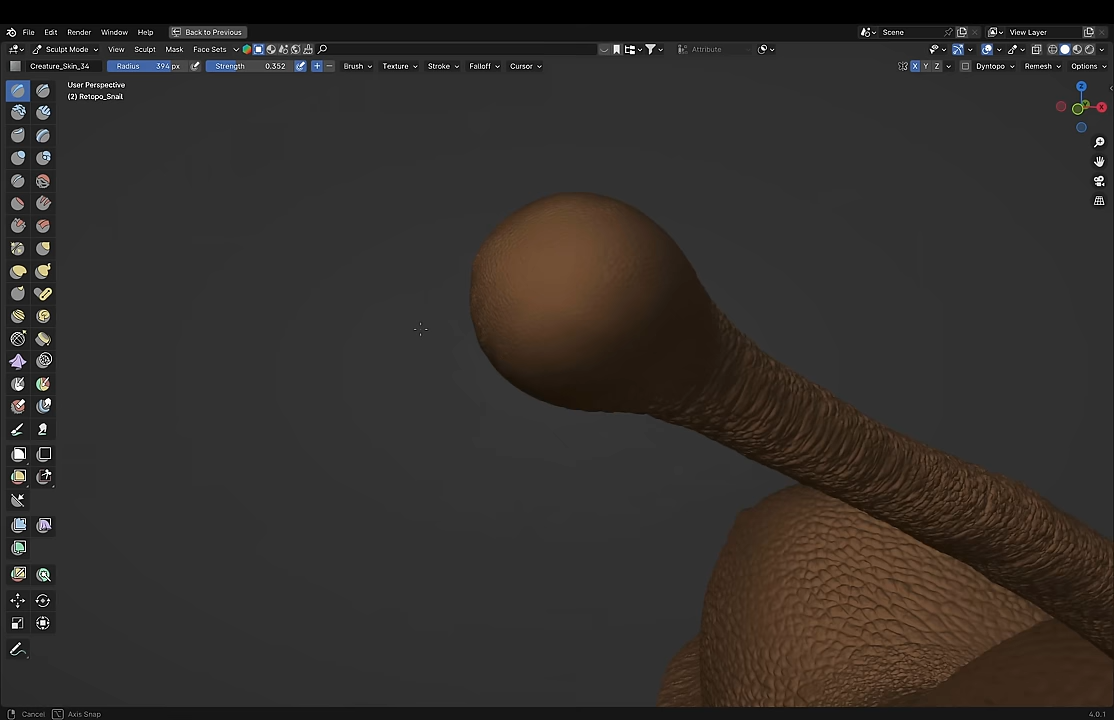 File Edit Render Window Help Back to Previous Scene View Layer
Sculpt Mode View Sculpt Mask Face Sets Attribute
Creature_Skin_34 Radius 394 px Strength 0.352 Brush Texture Stroke Falloff Cursor X Y Z Dyntopo Remesh Options
User Perspective
(2) Retopo_Snail
Z
X
Cancel Axis Snap 4.0.1